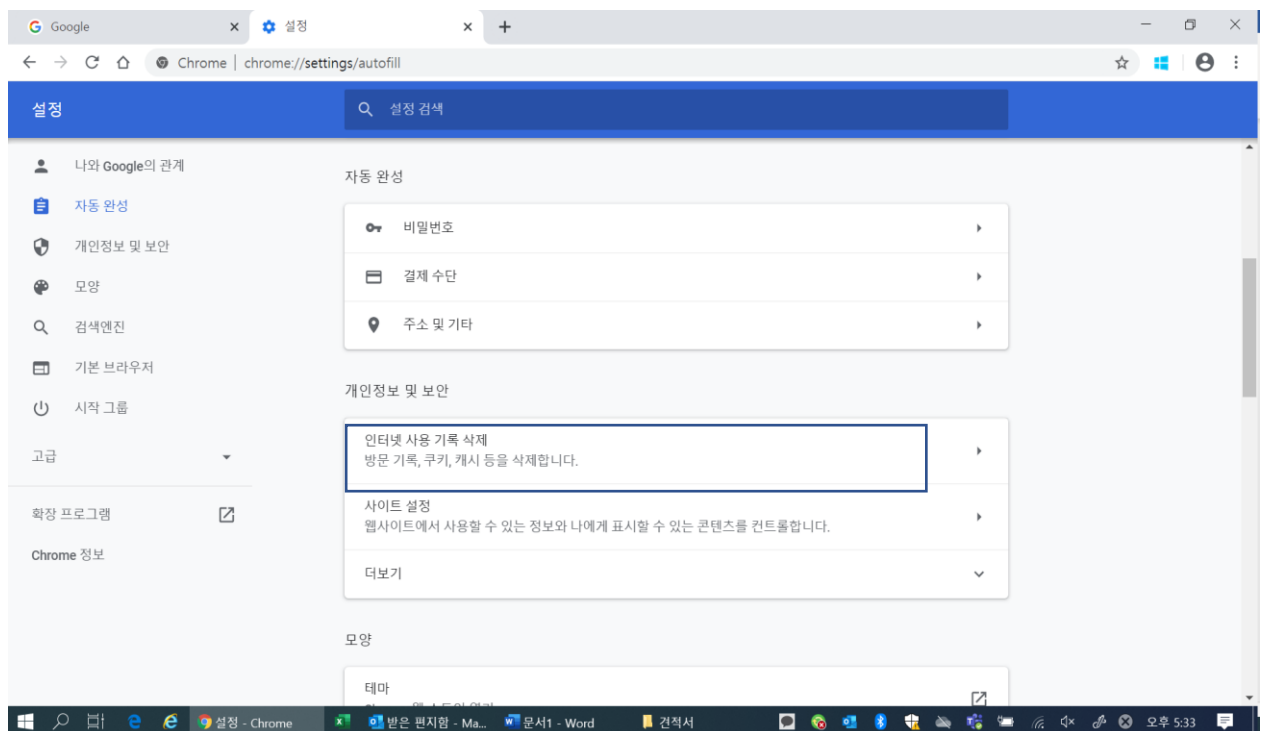 Google
설정
Chrome | chrome://settings/autofill
설정
설정 검색
나와 Google의 관계
자동 완성
개인정보 및 보안
모양
검색엔진
기본 브라우저
시작 그룹
고급
확장 프로그램
Chrome 정보
자동 완성
비밀번호
결제 수단
주소 및 기타
개인정보 및 보안
인터넷 사용 기록 삭제
방문 기록, 쿠키, 캐시 등을 삭제합니다.
사이트 설정
웹사이트에서 사용할 수 있는 정보와 나에게 표시할 수 있는 콘텐츠를 컨트롤합니다.
더보기
모양
테마
설정 - Chrome
받은 편지함 - Ma...
문서1 - Word
견적서
오후 5:33